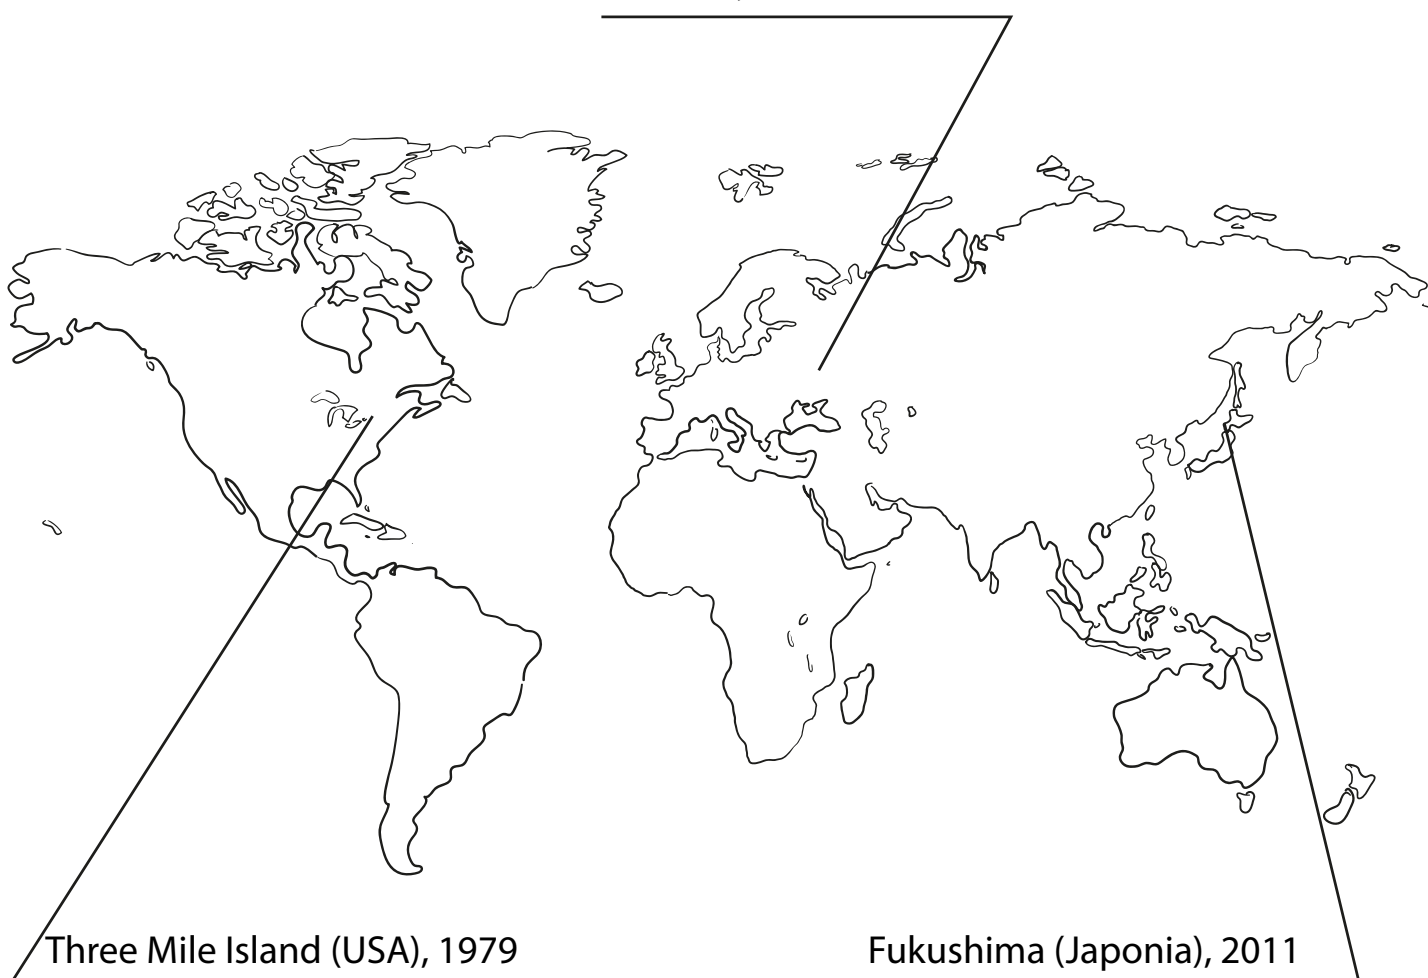 Three Mile Island (USA), 1979
Fukushima (Japonia), 2011